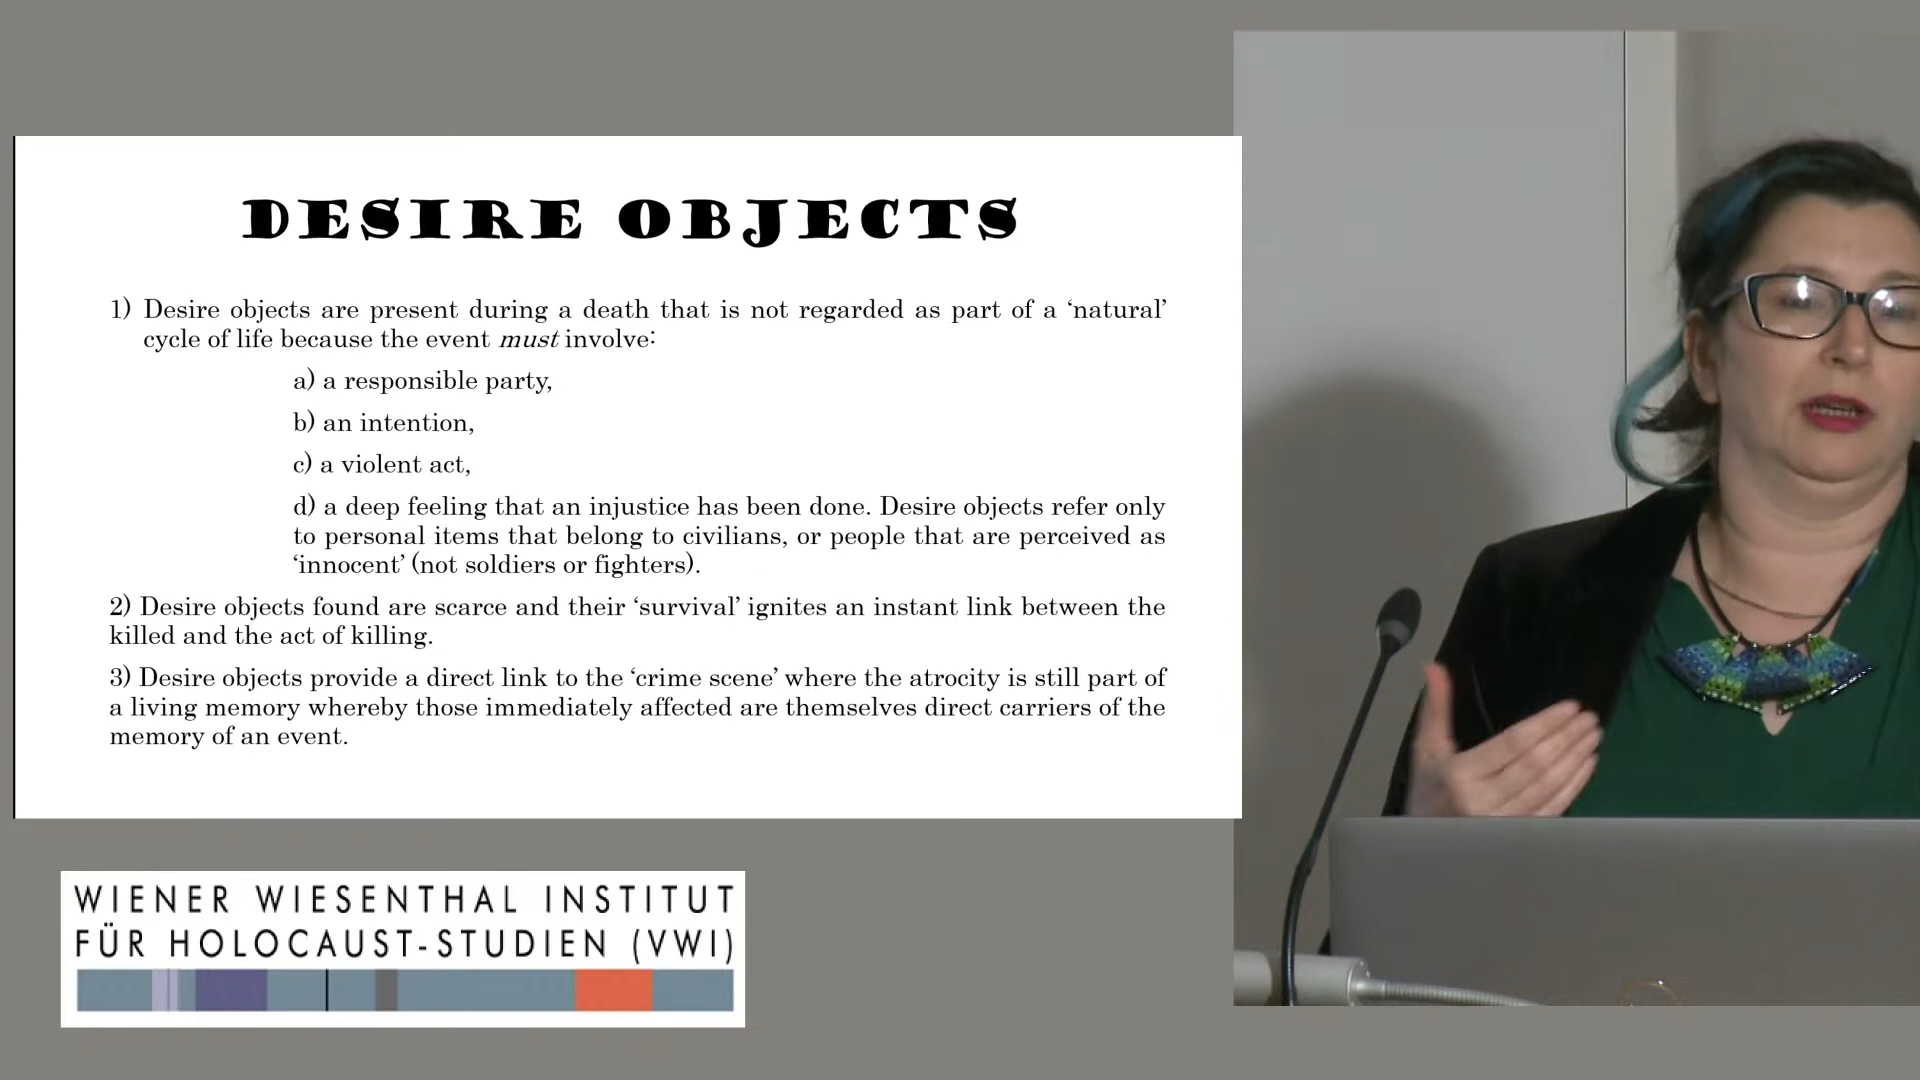 DESIRE OBJECTS
1) Desire objects are present during a death that is not regarded as part of a ‘natural’
cycle of life because the event must involve:
a) a responsible party,
b) an intention,
c) a violent act,
d) a deep feeling that an injustice has been done. Desire objects refer only
to personal items that belong to civilians, or people that are perceived as
‘innocent’ (not soldiers or fighters).
2) Desire objects found are scarce and their ‘survival’ ignites an instant link between the
killed and the act of killing.
3) Desire objects provide a direct link to the ‘crime scene’ where the atrocity is still part of
a living memory whereby those immediately affected are themselves direct carriers of the
memory of an event.
WIENER WIESENTHAL INSTITUT
FÜR HOLOCAUST-STUDIEN (VWI)